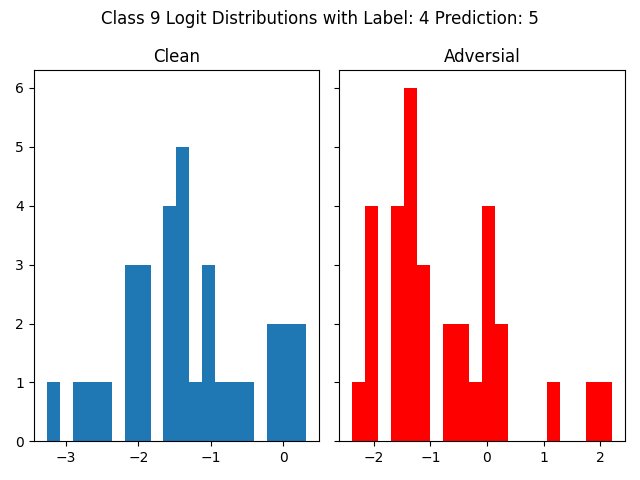 Class 9 Logit Distributions with Label: 4 Prediction: 5
Clean
Adversial
6
5
4
3
2
1
0
−3 −2 −1 0
−2 −1 0 1 2